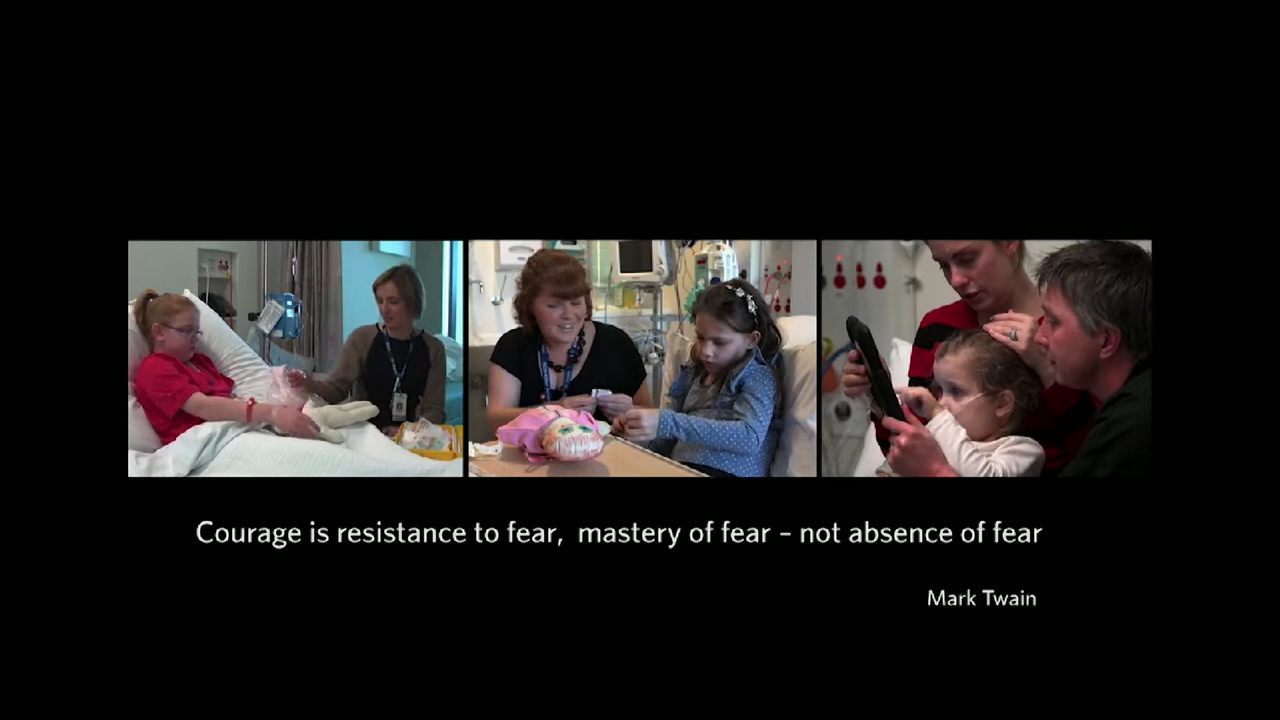 Courage is resistance to fear,  mastery of fear – not absence of fear
Mark Twain